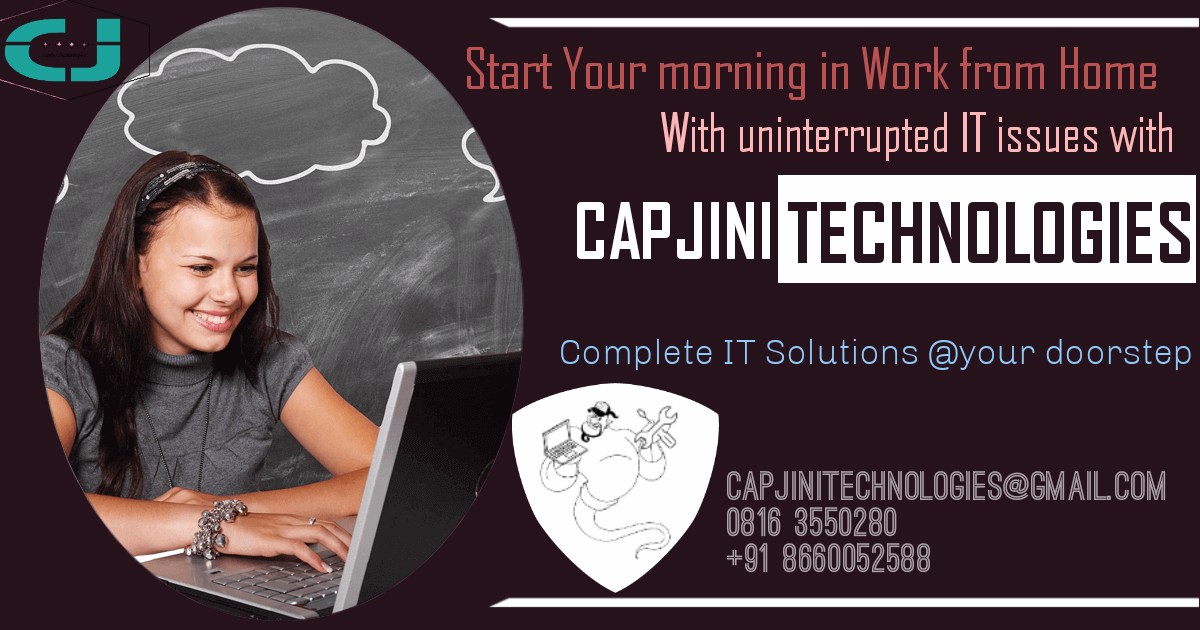 CJ
Start Your morning in Work from Home
With uninterrupted IT issues with
CAPJINI TECHNOLOGIES
Complete IT Solutions @your doorstep
CAPJINITECHNOLOGIES@GMAIL.COM
0816 3550280
+91 8660052588